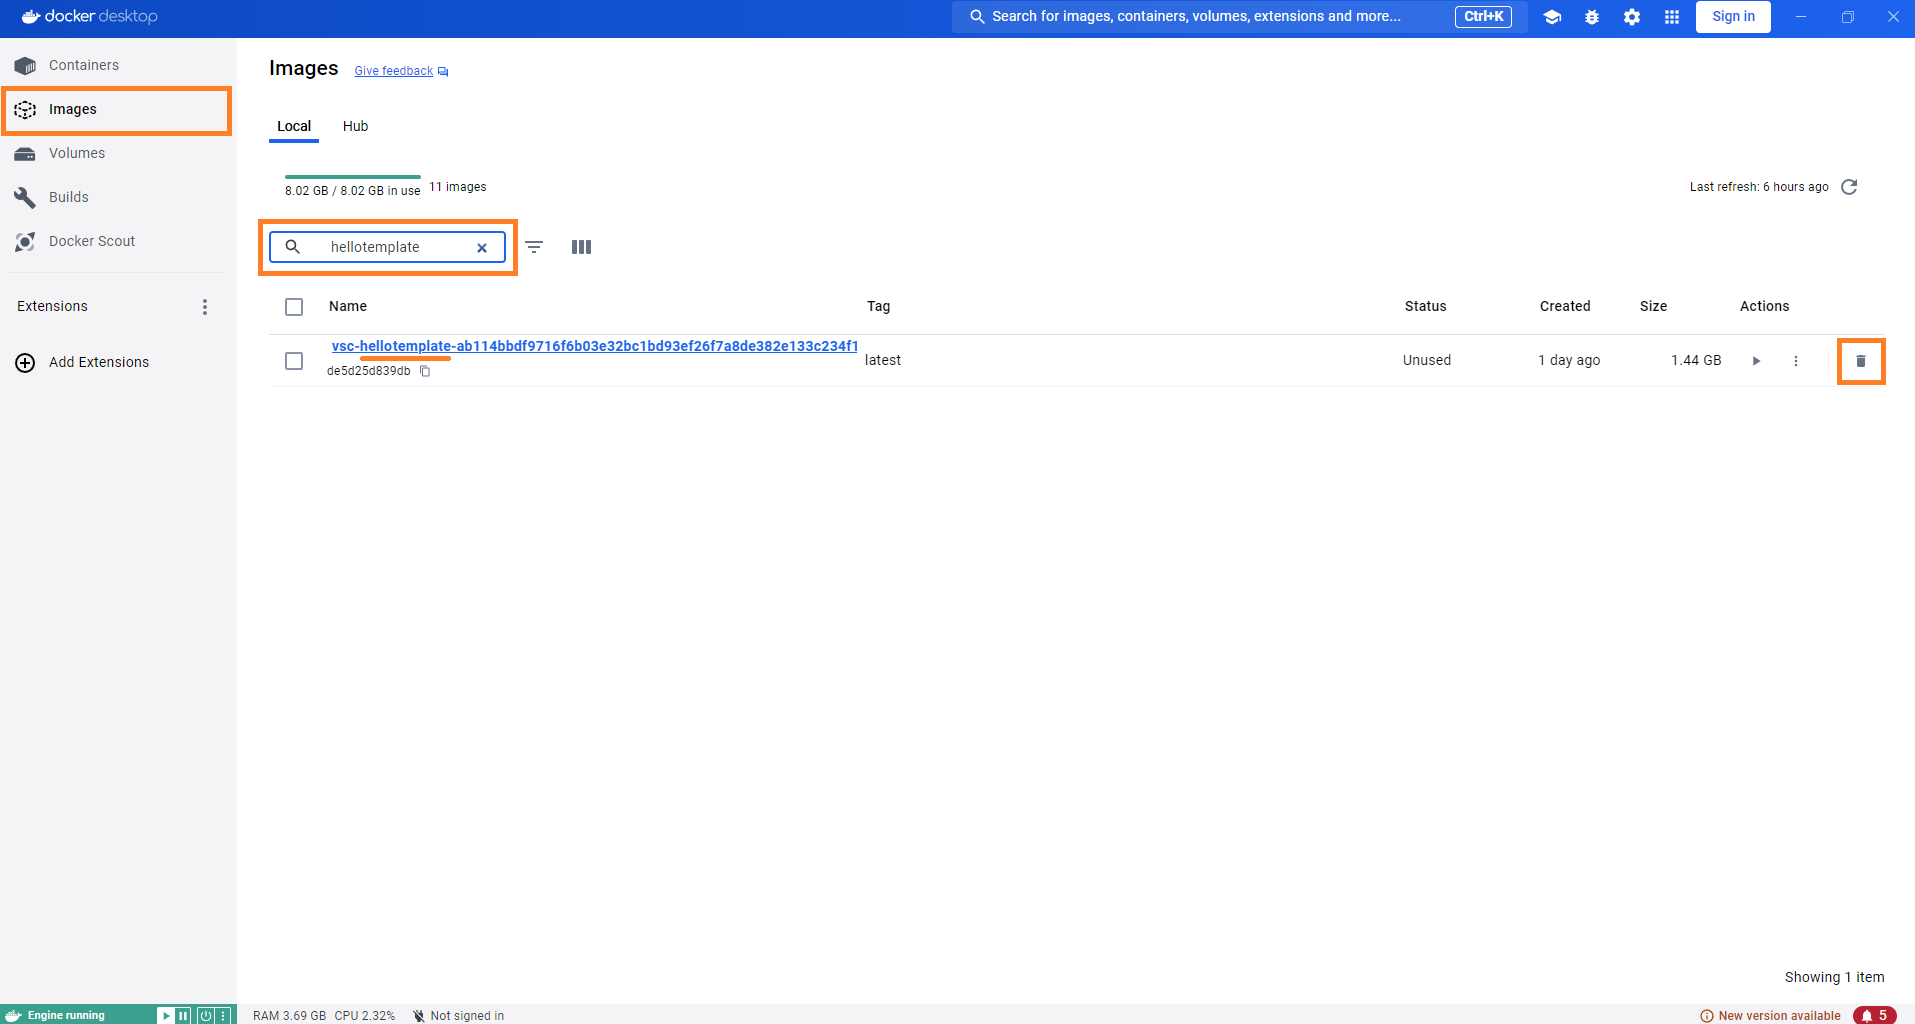 docker desktop
Search for images, containers, volumes, extensions and more...
Ctrl+K
Sign in
Containers
Images
Volumes
Builds
Docker Scout
Extensions
Add Extensions
Images
Give feedback
Local
Hub
8.02 GB / 8.02 GB in use
11 images
Last refresh: 6 hours ago
hellotemplate
Name
Tag
Status
Created
Size
Actions
vsc-hellotemplate-ab114bbdf9716f6b03e32bc1bd93ef26f7a8de382e133c234f1
de5d25d839db
latest
Unused
1 day ago
1.44 GB
Showing 1 item
Engine running
RAM 3.69 GB CPU 2.32%
Not signed in
New version available
5